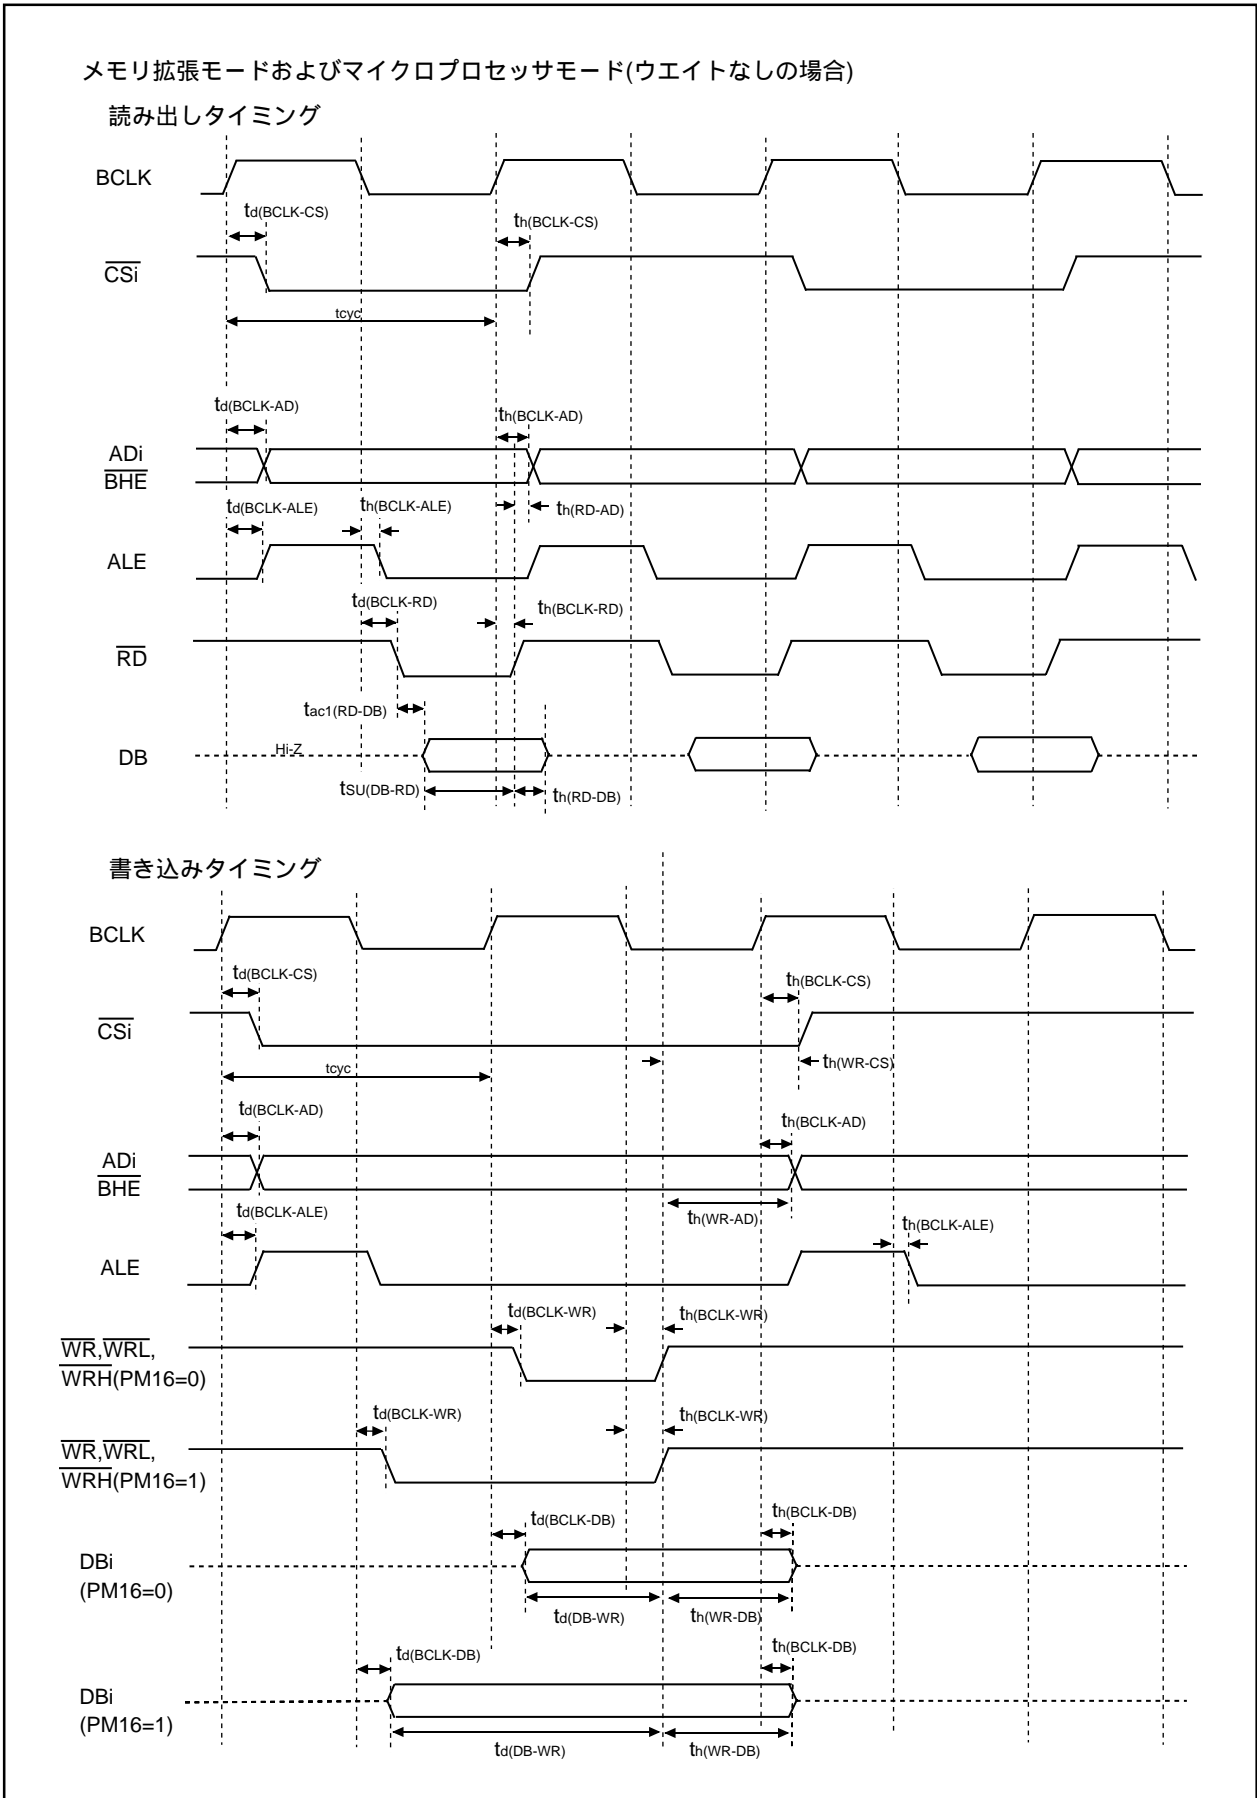 メモリ拡張モードおよびマイクロプロセッサモード(ウエイトなしの場合)
読み出しタイミング
BCLK
td(BCLK-CS)
th(BCLK-CS)
CSi
tcyc
td(BCLK-AD)
th(BCLK-AD)
ADi
BHE
td(BCLK-ALE)
th(BCLK-ALE)
th(RD-AD)
ALE
td(BCLK-RD)
th(BCLK-RD)
RD
tac1(RD-DB)
Hi-Z
DB
tSU(DB-RD)
th(RD-DB)
書き込みタイミング
BCLK
td(BCLK-CS)
th(BCLK-CS)
CSi
th(WR-CS)
tcyc
td(BCLK-AD)
th(BCLK-AD)
ADi
BHE
td(BCLK-ALE)
th(WR-AD)
th(BCLK-ALE)
ALE
td(BCLK-WR)
th(BCLK-WR)
WR,WRL,
WRH(PM16=0)
td(BCLK-WR)
th(BCLK-WR)
WR,WRL,
WRH(PM16=1)
td(BCLK-DB)
th(BCLK-DB)
DBi
(PM16=0)
td(DB-WR)
th(WR-DB)
td(BCLK-DB)
th(BCLK-DB)
DBi
(PM16=1)
td(DB-WR)
th(WR-DB)